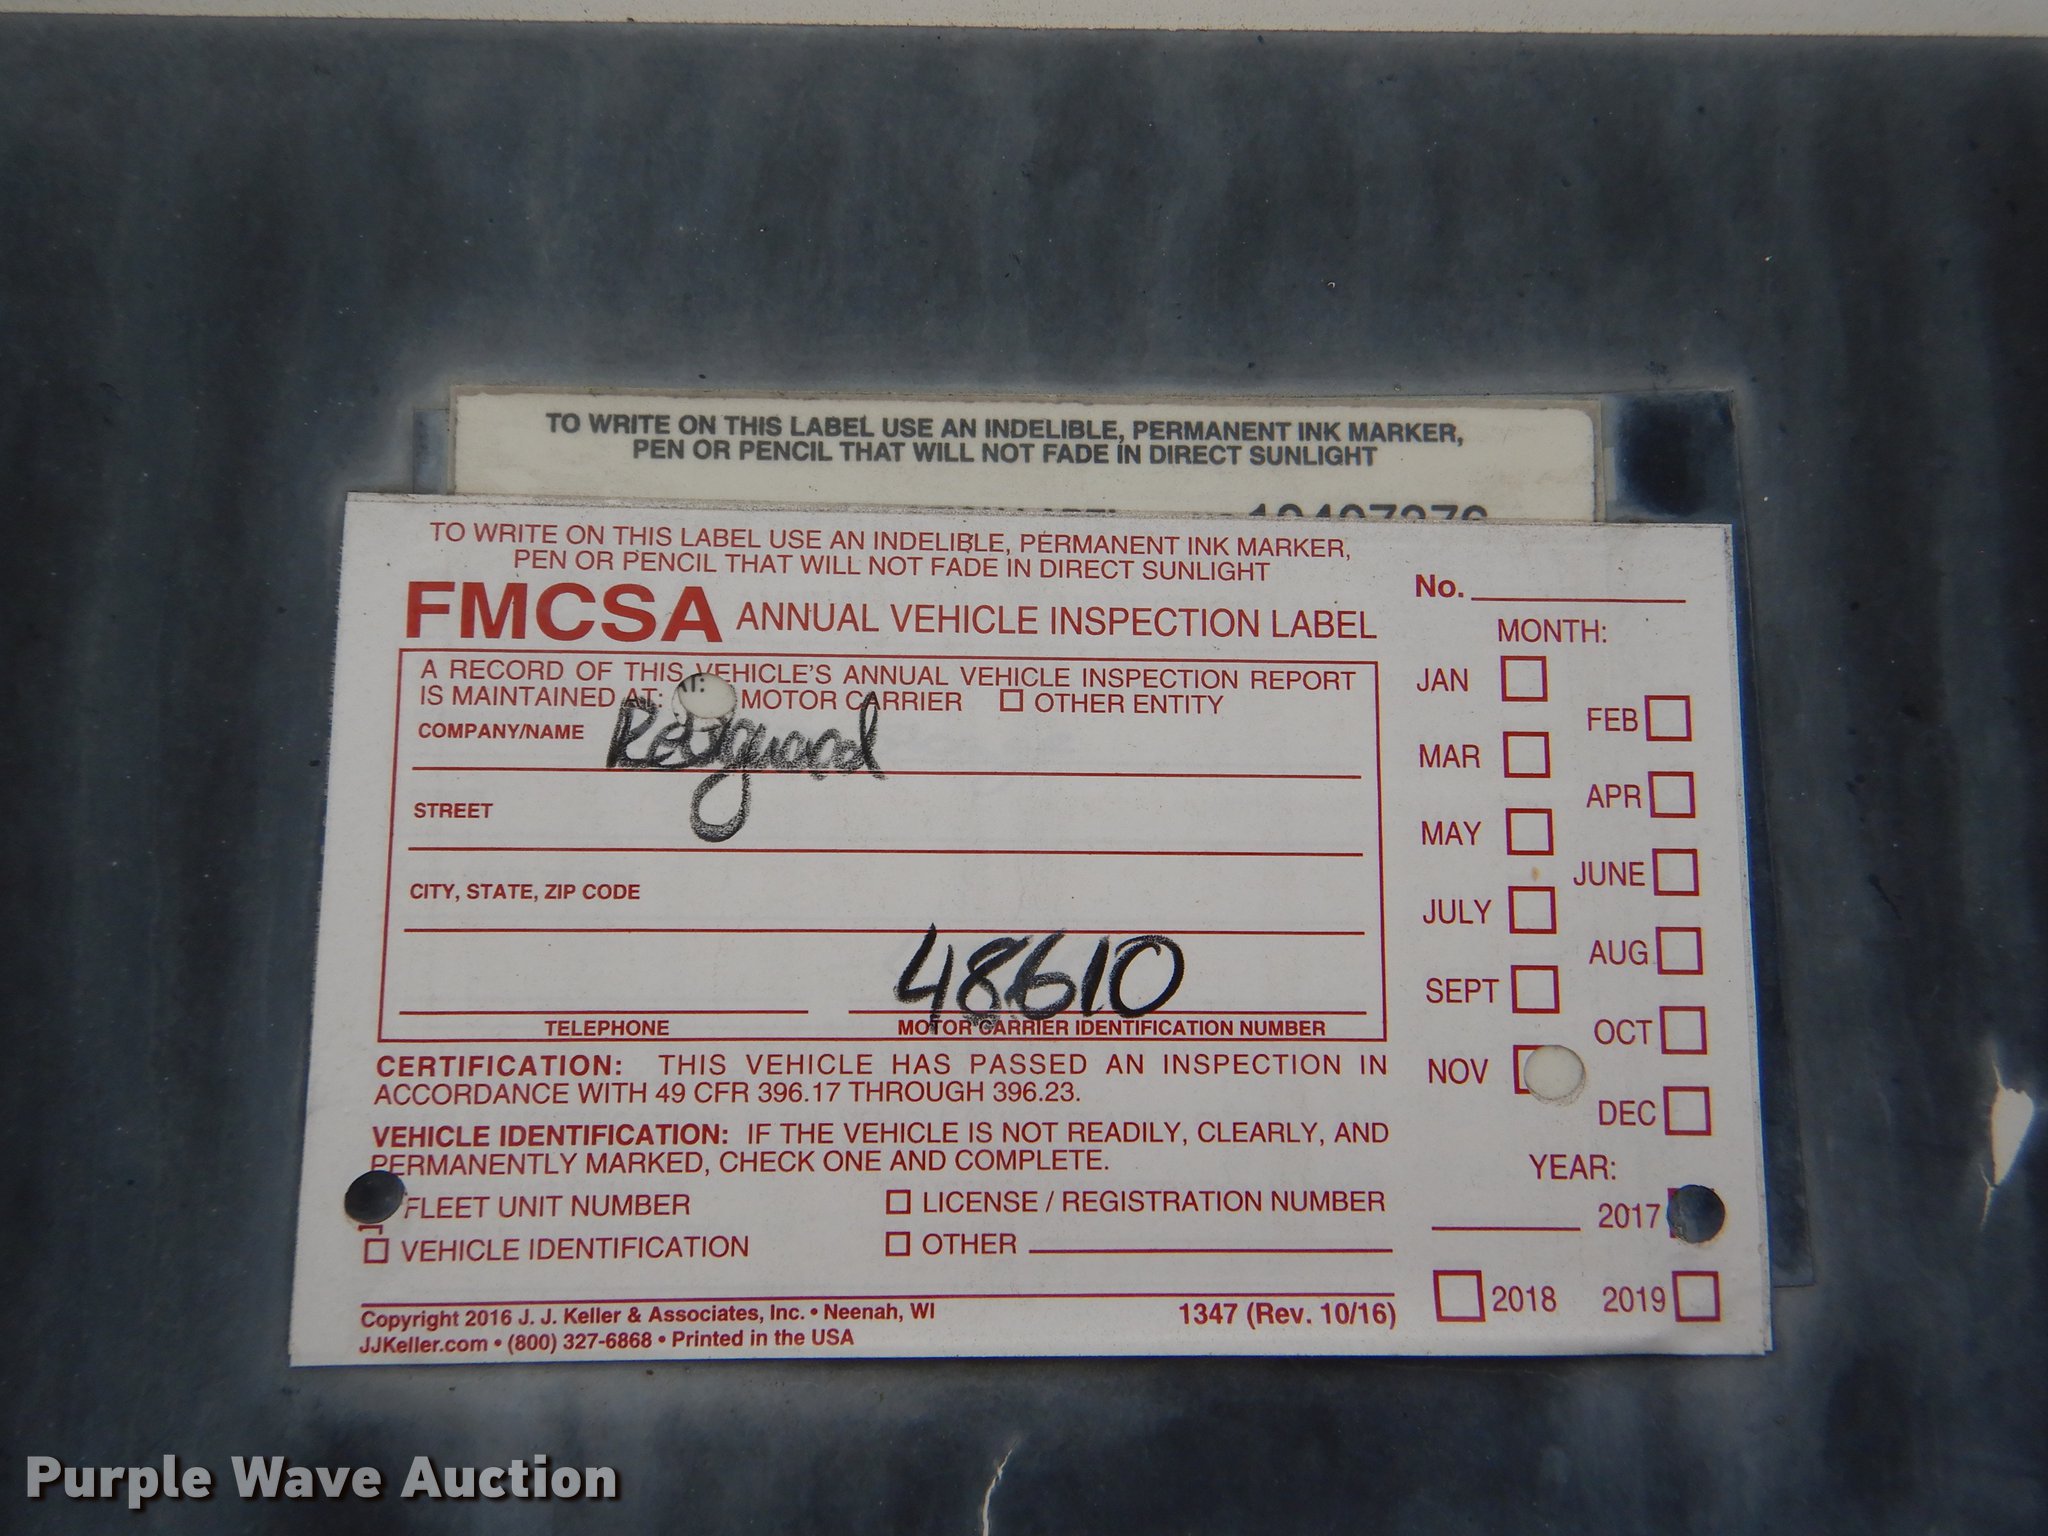 TO WRITE ON THIS LABEL USE AN INDELIBLE, PERMANENT INK MARKER,
PEN OR PENCIL THAT WILL NOT FADE IN DIRECT SUNLIGHT
TO WRITE ON THIS LABEL USE AN INDELIBLE, PERMANENT INK MARKER,
PEN OR PENCIL THAT WILL NOT FADE IN DIRECT SUNLIGHT
FMCSA ANNUAL VEHICLE INSPECTION LABEL
A RECORD OF THIS VEHICLE'S ANNUAL VEHICLE INSPECTION REPORT
IS MAINTAINED AT: MOTOR CARRIER OTHER ENTITY
COMPANY/NAME Redguard
STREET
CITY, STATE, ZIP CODE
48610
TELEPHONE MOTOR CARRIER IDENTIFICATION NUMBER
CERTIFICATION: THIS VEHICLE HAS PASSED AN INSPECTION IN
ACCORDANCE WITH 49 CFR 396.17 THROUGH 396.23.
VEHICLE IDENTIFICATION: IF THE VEHICLE IS NOT READILY, CLEARLY, AND
PERMANENTLY MARKED, CHECK ONE AND COMPLETE.
FLEET UNIT NUMBER LICENSE / REGISTRATION NUMBER
VEHICLE IDENTIFICATION OTHER
Copyright 2016 J. J. Keller & Associates, Inc. • Neenah, WI 1347 (Rev. 10/16)
JJKeller.com • (800) 327-6868 • Printed in the USA
No.
MONTH:
JAN
FEB
MAR
APR
MAY
JUNE
JULY
AUG
SEPT
OCT
NOV
DEC
YEAR:
2017
2018 2019
Purple Wave Auction